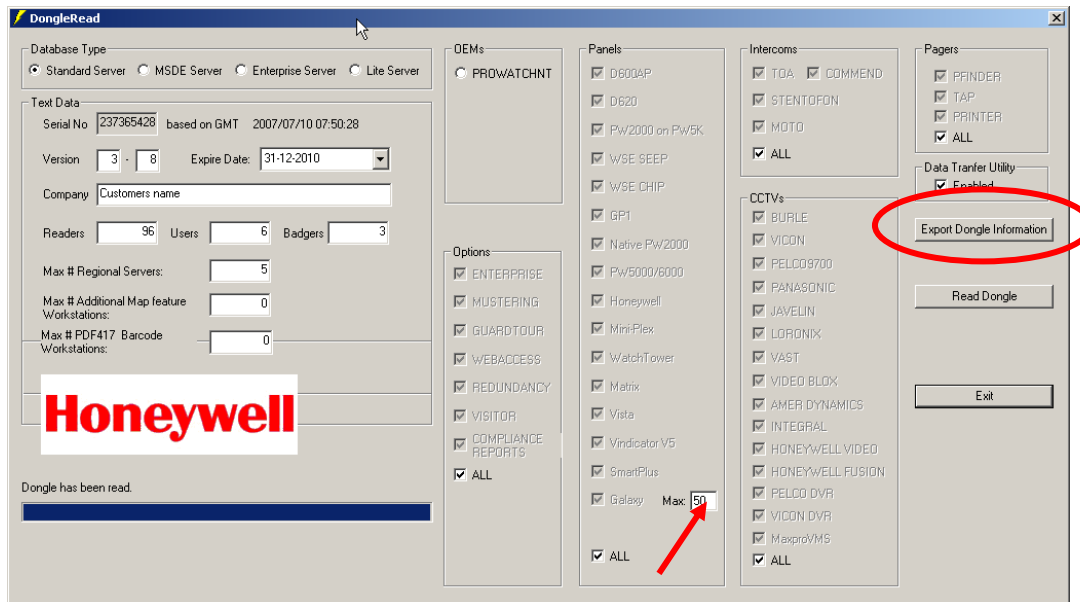 DongleRead
Database Type
Standard Server MSDE Server Enterprise Server Lite Server
Text Data
Serial No 237365428 based on GMT 2007/07/10 07:50:28
Version 3 - 8 Expire Date: 31-12-2010
Company Customers name
Readers 96 Users 6 Badgers 3
Max # Regional Servers: 5
Max # Additional Map feature
Workstations: 0
Max # PDF417 Barcode
Workstations: 0
Honeywell
Dongle has been read.
OEMs
PROWATCHNT
Options
ENTERPRISE
MUSTERING
GUARDTOUR
WEBACCESS
REDUNDANCY
VISITOR
COMPLIANCE
REPORTS
ALL
Panels
D600AP
D620
PW2000 on PW5K
WSE SEEP
WSE CHIP
GP1
Native PW2000
PW5000/6000
Honeywell
Mini-Plex
WatchTower
Matrix
Vista
Vindicator V5
SmartPlus
Galaxy Max: 50
ALL
Intercoms
TOA COMMEND
STENTOFON
MOTO
ALL
CCTVs
BURLE
VICON
PELCO9700
PANASONIC
JAVELIN
LORONIX
VAST
VIDEO BLOX
AMER DYNAMICS
INTEGRAL
HONEYWELL VIDEO
HONEYWELL FUSION
PELCO DVR
VICON DVR
MaxproVMS
ALL
Pagers
PFINDER
TAP
PRINTER
ALL
Data Tranfer Utility
Enabled
Export Dongle Information
Read Dongle
Exit